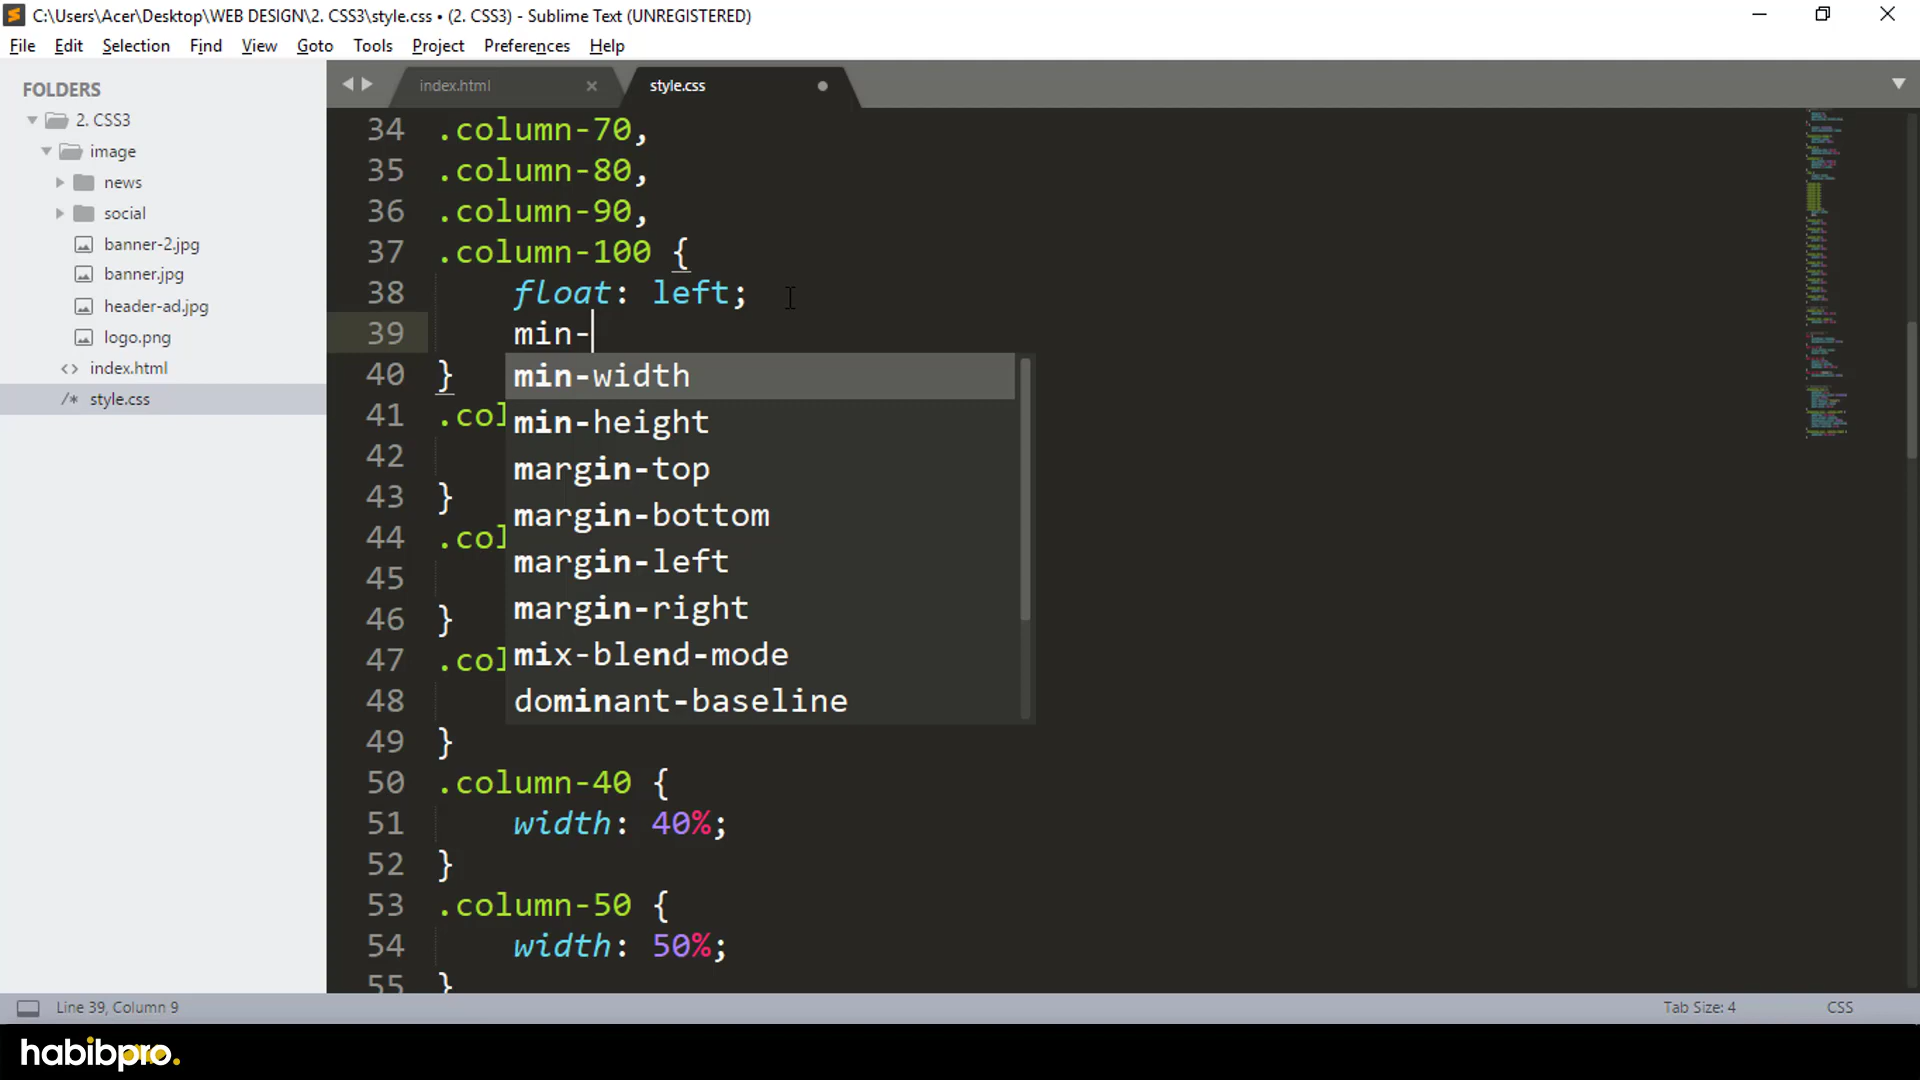 C:\Users\Acer\Desktop\WEB DESIGN\2. CSS3\style.css • (2. CSS3) - Sublime Text (UNREGISTERED)
File Edit Selection Find View Goto Tools Project Preferences Help
FOLDERS
2. CSS3
image
news
social
banner-2.jpg
banner.jpg
header-ad.jpg
logo.png
<> index.html
/* style.css
index.html
style.css
34 .column-70,
35 .column-80,
36 .column-90,
37 .column-100 {
38 float: left;
39 min-
40 }
41 .col
42
43 }
44 .col
45
46 }
47 .col
48
49 }
50 .column-40 {
51 width: 40%;
52 }
53 .column-50 {
54 width: 50%;
55 }
min-width
min-height
margin-top
margin-bottom
margin-left
margin-right
mix-blend-mode
dominant-baseline
Line 39, Column 9
Tab Size: 4
CSS
habibpro.